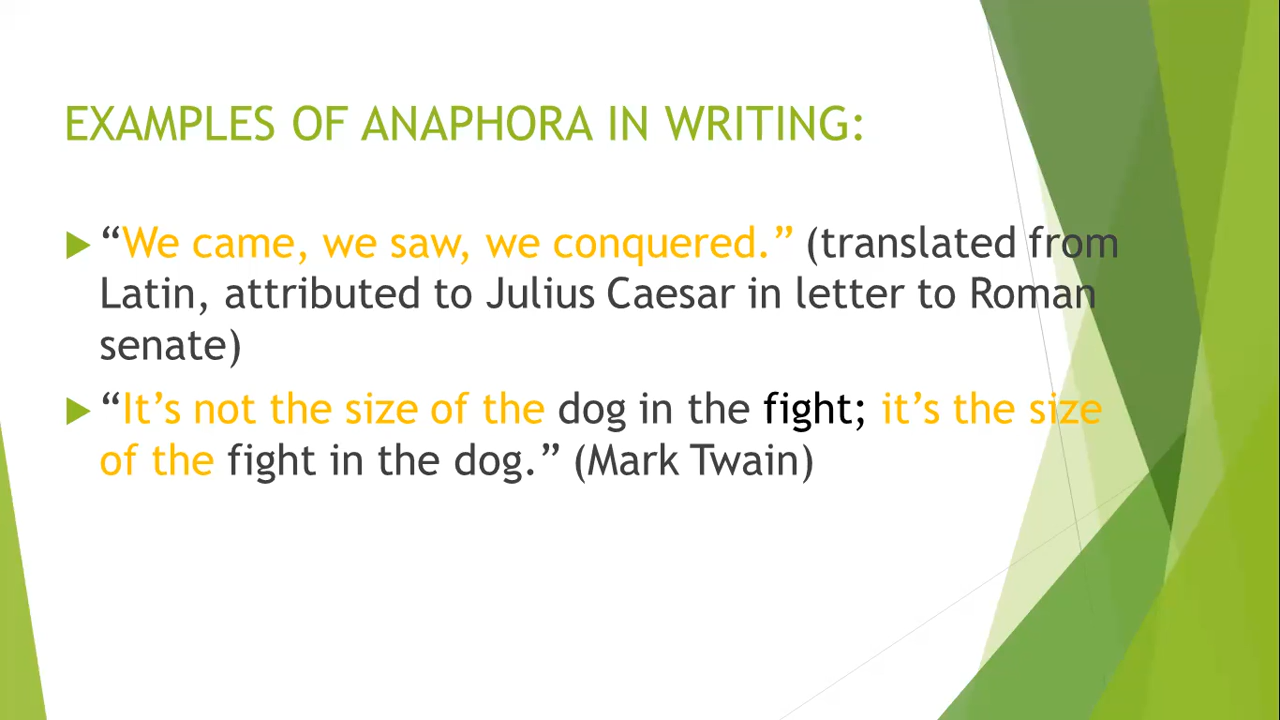 EXAMPLES OF ANAPHORA IN WRITING:
“We came, we saw, we conquered.” (translated from
Latin, attributed to Julius Caesar in letter to Roman
senate)
“It’s not the size of the dog in the fight; it’s the size
of the fight in the dog.” (Mark Twain)